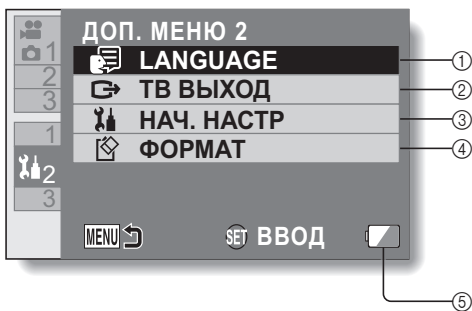 ДОП. МЕНЮ 2
1
2
3
1
2
3
LANGUAGE ①
ТВ ВЫХОД ②
НАЧ. НАСТР ③
ФОРМАТ ④
MENU SET ВВОД
⑤